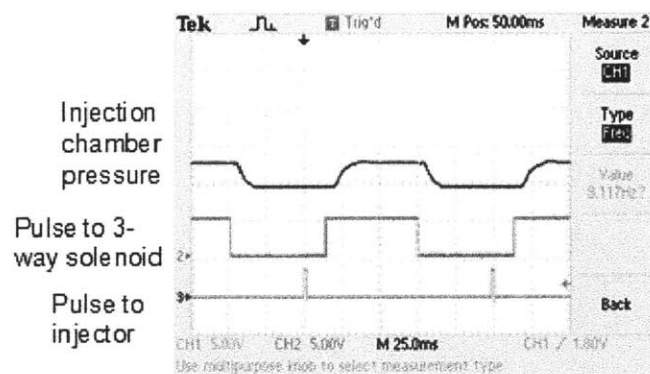 Tek Trig'd M Pos: 50.00ms Measure 2
Source
CH1
Type
Freq
Value
9.117Hz?
Back
Injection
chamber
pressure
Pulse to 3-
way solenoid
Pulse to
injector
2
3
CH1 5.00V CH2 5.00V M 25.0ms CH1 / 1.80V
Use multipurpose knob to select measurement type